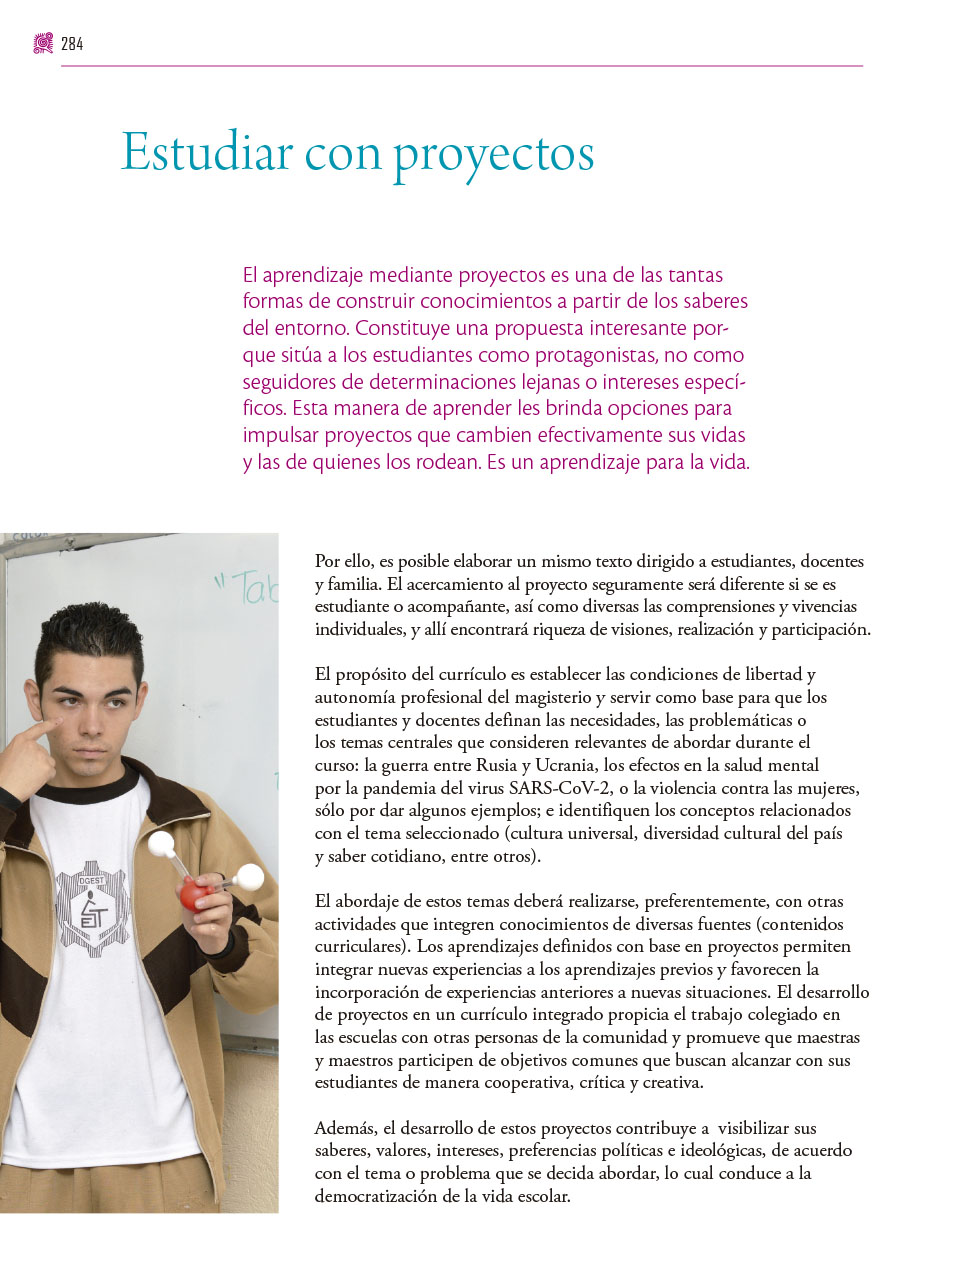 284
Estudiar con proyectos
El aprendizaje mediante proyectos es una de las tantas
formas de construir conocimientos a partir de los saberes
del entorno. Constituye una propuesta interesante por-
que sitúa a los estudiantes como protagonistas, no como
seguidores de determinaciones lejanas o intereses especí-
ficos. Esta manera de aprender les brinda opciones para
impulsar proyectos que cambien efectivamente sus vidas
y las de quienes los rodean. Es un aprendizaje para la vida.
"Tab
DGEST
Por ello, es posible elaborar un mismo texto dirigido a estudiantes, docentes
y familia. El acercamiento al proyecto seguramente será diferente si se es
estudiante o acompañante, así como diversas las comprensiones y vivencias
individuales, y allí encontrará riqueza de visiones, realización y participación.
El propósito del currículo es establecer las condiciones de libertad y
autonomía profesional del magisterio y servir como base para que los
estudiantes y docentes definan las necesidades, las problemáticas o
los temas centrales que consideren relevantes de abordar durante el
curso: la guerra entre Rusia y Ucrania, los efectos en la salud mental
por la pandemia del virus SARS-CoV-2, o la violencia contra las mujeres,
sólo por dar algunos ejemplos; e identifiquen los conceptos relacionados
con el tema seleccionado (cultura universal, diversidad cultural del país
y saber cotidiano, entre otros).
El abordaje de estos temas deberá realizarse, preferentemente, con otras
actividades que integren conocimientos de diversas fuentes (contenidos
curriculares). Los aprendizajes definidos con base en proyectos permiten
integrar nuevas experiencias a los aprendizajes previos y favorecen la
incorporación de experiencias anteriores a nuevas situaciones. El desarrollo
de proyectos en un currículo integrado propicia el trabajo colegiado en
las escuelas con otras personas de la comunidad y promueve que maestras
y maestros participen de objetivos comunes que buscan alcanzar con sus
estudiantes de manera cooperativa, crítica y creativa.
Además, el desarrollo de estos proyectos contribuye a  visibilizar sus
saberes, valores, intereses, preferencias políticas e ideológicas, de acuerdo
con el tema o problema que se decida abordar, lo cual conduce a la
democratización de la vida escolar.